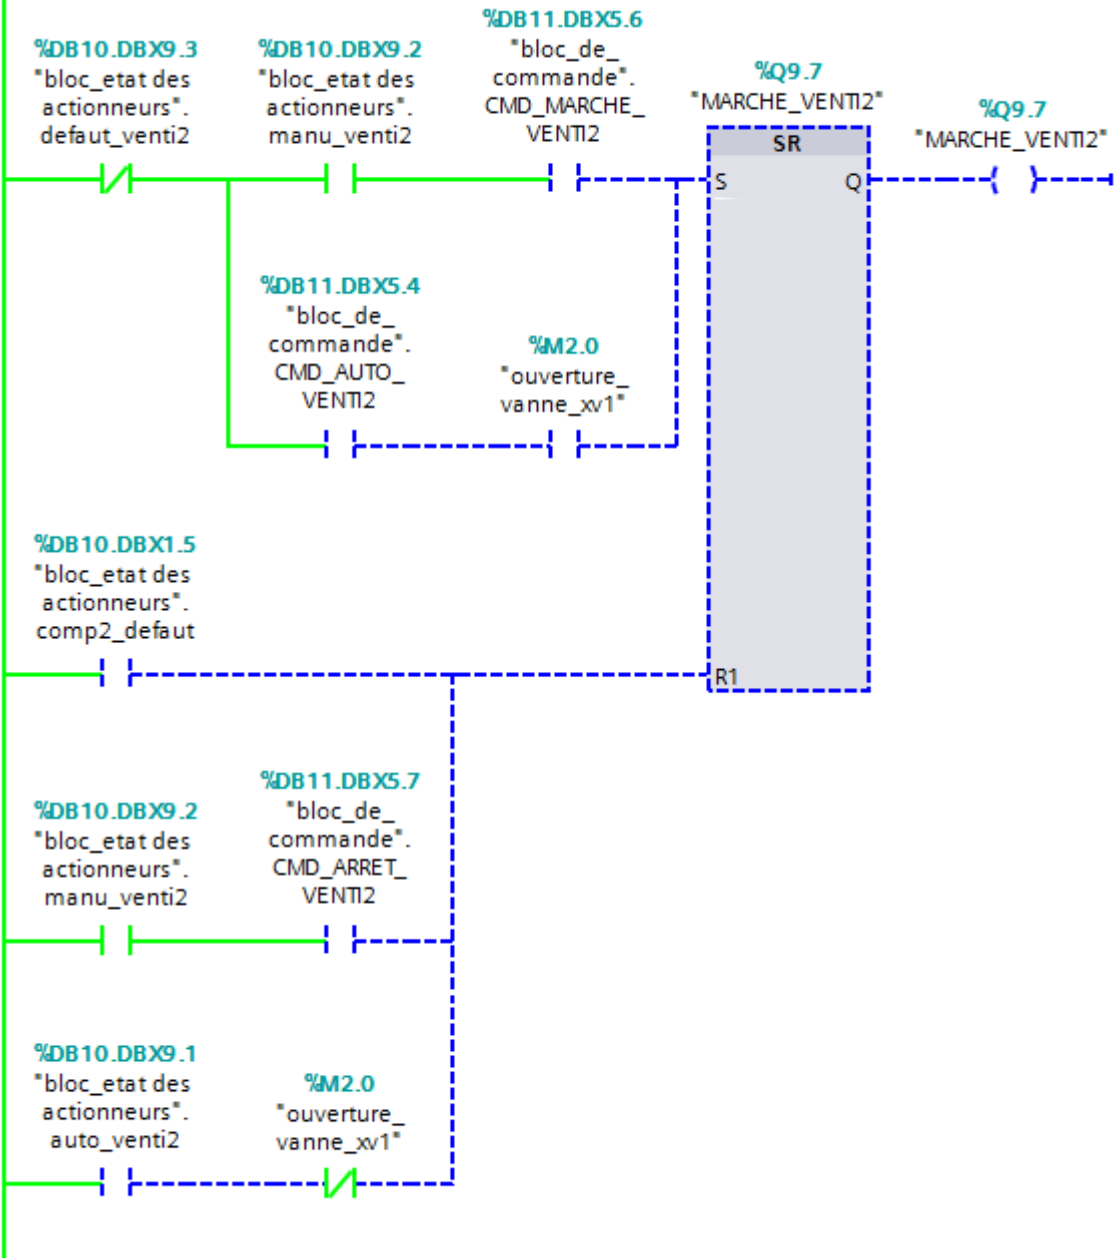 %DB10.DBX9.3
"bloc_etat des
actionneurs".
defaut_venti2
%DB10.DBX9.2
"bloc_etat des
actionneurs".
manu_venti2
%DB11.DBX5.6
"bloc_de_
commande".
CMD_MARCHE_
VENTI2
%Q9.7
"MARCHE_VENTI2"
SR
S
Q
R1
%Q9.7
"MARCHE_VENTI2"
%DB11.DBX5.4
"bloc_de_
commande".
CMD_AUTO_
VENTI2
%M2.0
"ouverture_
vanne_xv1"
%DB10.DBX1.5
"bloc_etat des
actionneurs".
comp2_defaut
%DB10.DBX9.2
"bloc_etat des
actionneurs".
manu_venti2
%DB11.DBX5.7
"bloc_de_
commande".
CMD_ARRET_
VENTI2
%DB10.DBX9.1
"bloc_etat des
actionneurs".
auto_venti2
%M2.0
"ouverture_
vanne_xv1"